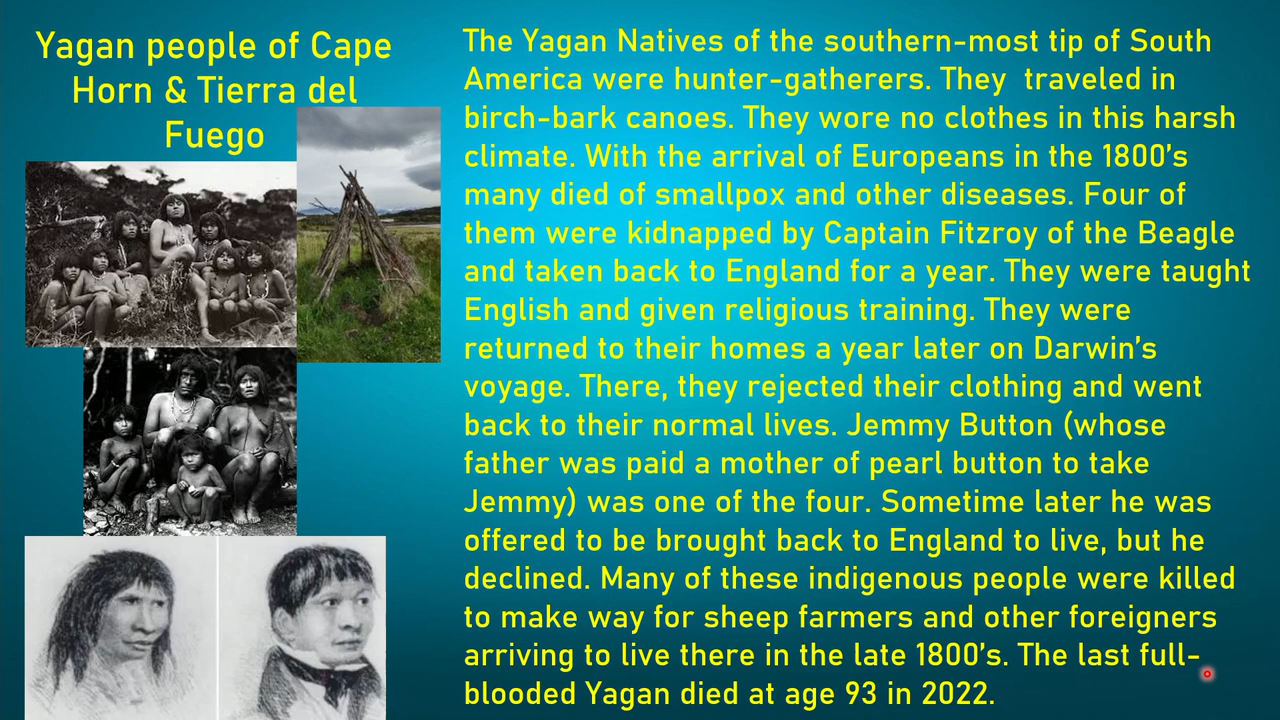 Yagan people of Cape
Horn & Tierra del
Fuego
The Yagan Natives of the southern-most tip of South
America were hunter-gatherers. They  traveled in
birch-bark canoes. They wore no clothes in this harsh
climate. With the arrival of Europeans in the 1800's
many died of smallpox and other diseases. Four of
them were kidnapped by Captain Fitzroy of the Beagle
and taken back to England for a year. They were taught
English and given religious training. They were
returned to their homes a year later on Darwin's
voyage. There, they rejected their clothing and went
back to their normal lives. Jemmy Button (whose
father was paid a mother of pearl button to take
Jemmy) was one of the four. Sometime later he was
offered to be brought back to England to live, but he
declined. Many of these indigenous people were killed
to make way for sheep farmers and other foreigners
arriving to live there in the late 1800's. The last full-
blooded Yagan died at age 93 in 2022.